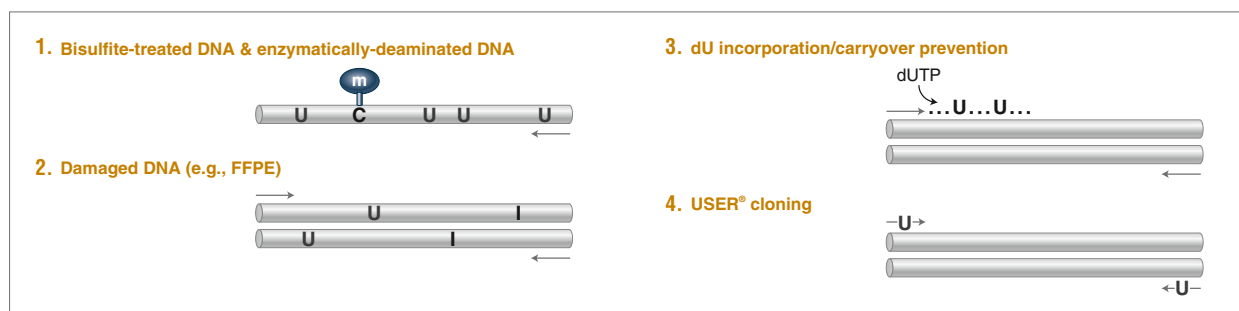 1. Bisulfite-treated DNA & enzymatically-deaminated DNA
m
U C U U U
2. Damaged DNA (e.g., FFPE)
U I
U I
3. dU incorporation/carryover prevention
dUTP
...U...U...
4. USER® cloning
U
U